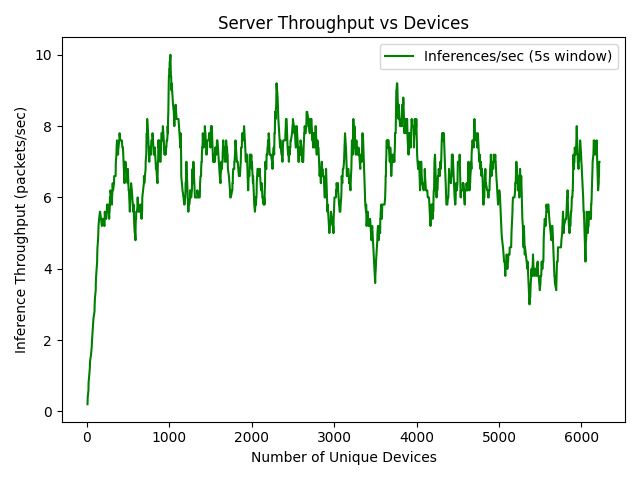 Server Throughput vs Devices
Inferences/sec (5s window)
Inference Throughput (packets/sec)
10
8
6
4
2
0
0 1000 2000 3000 4000 5000 6000
Number of Unique Devices